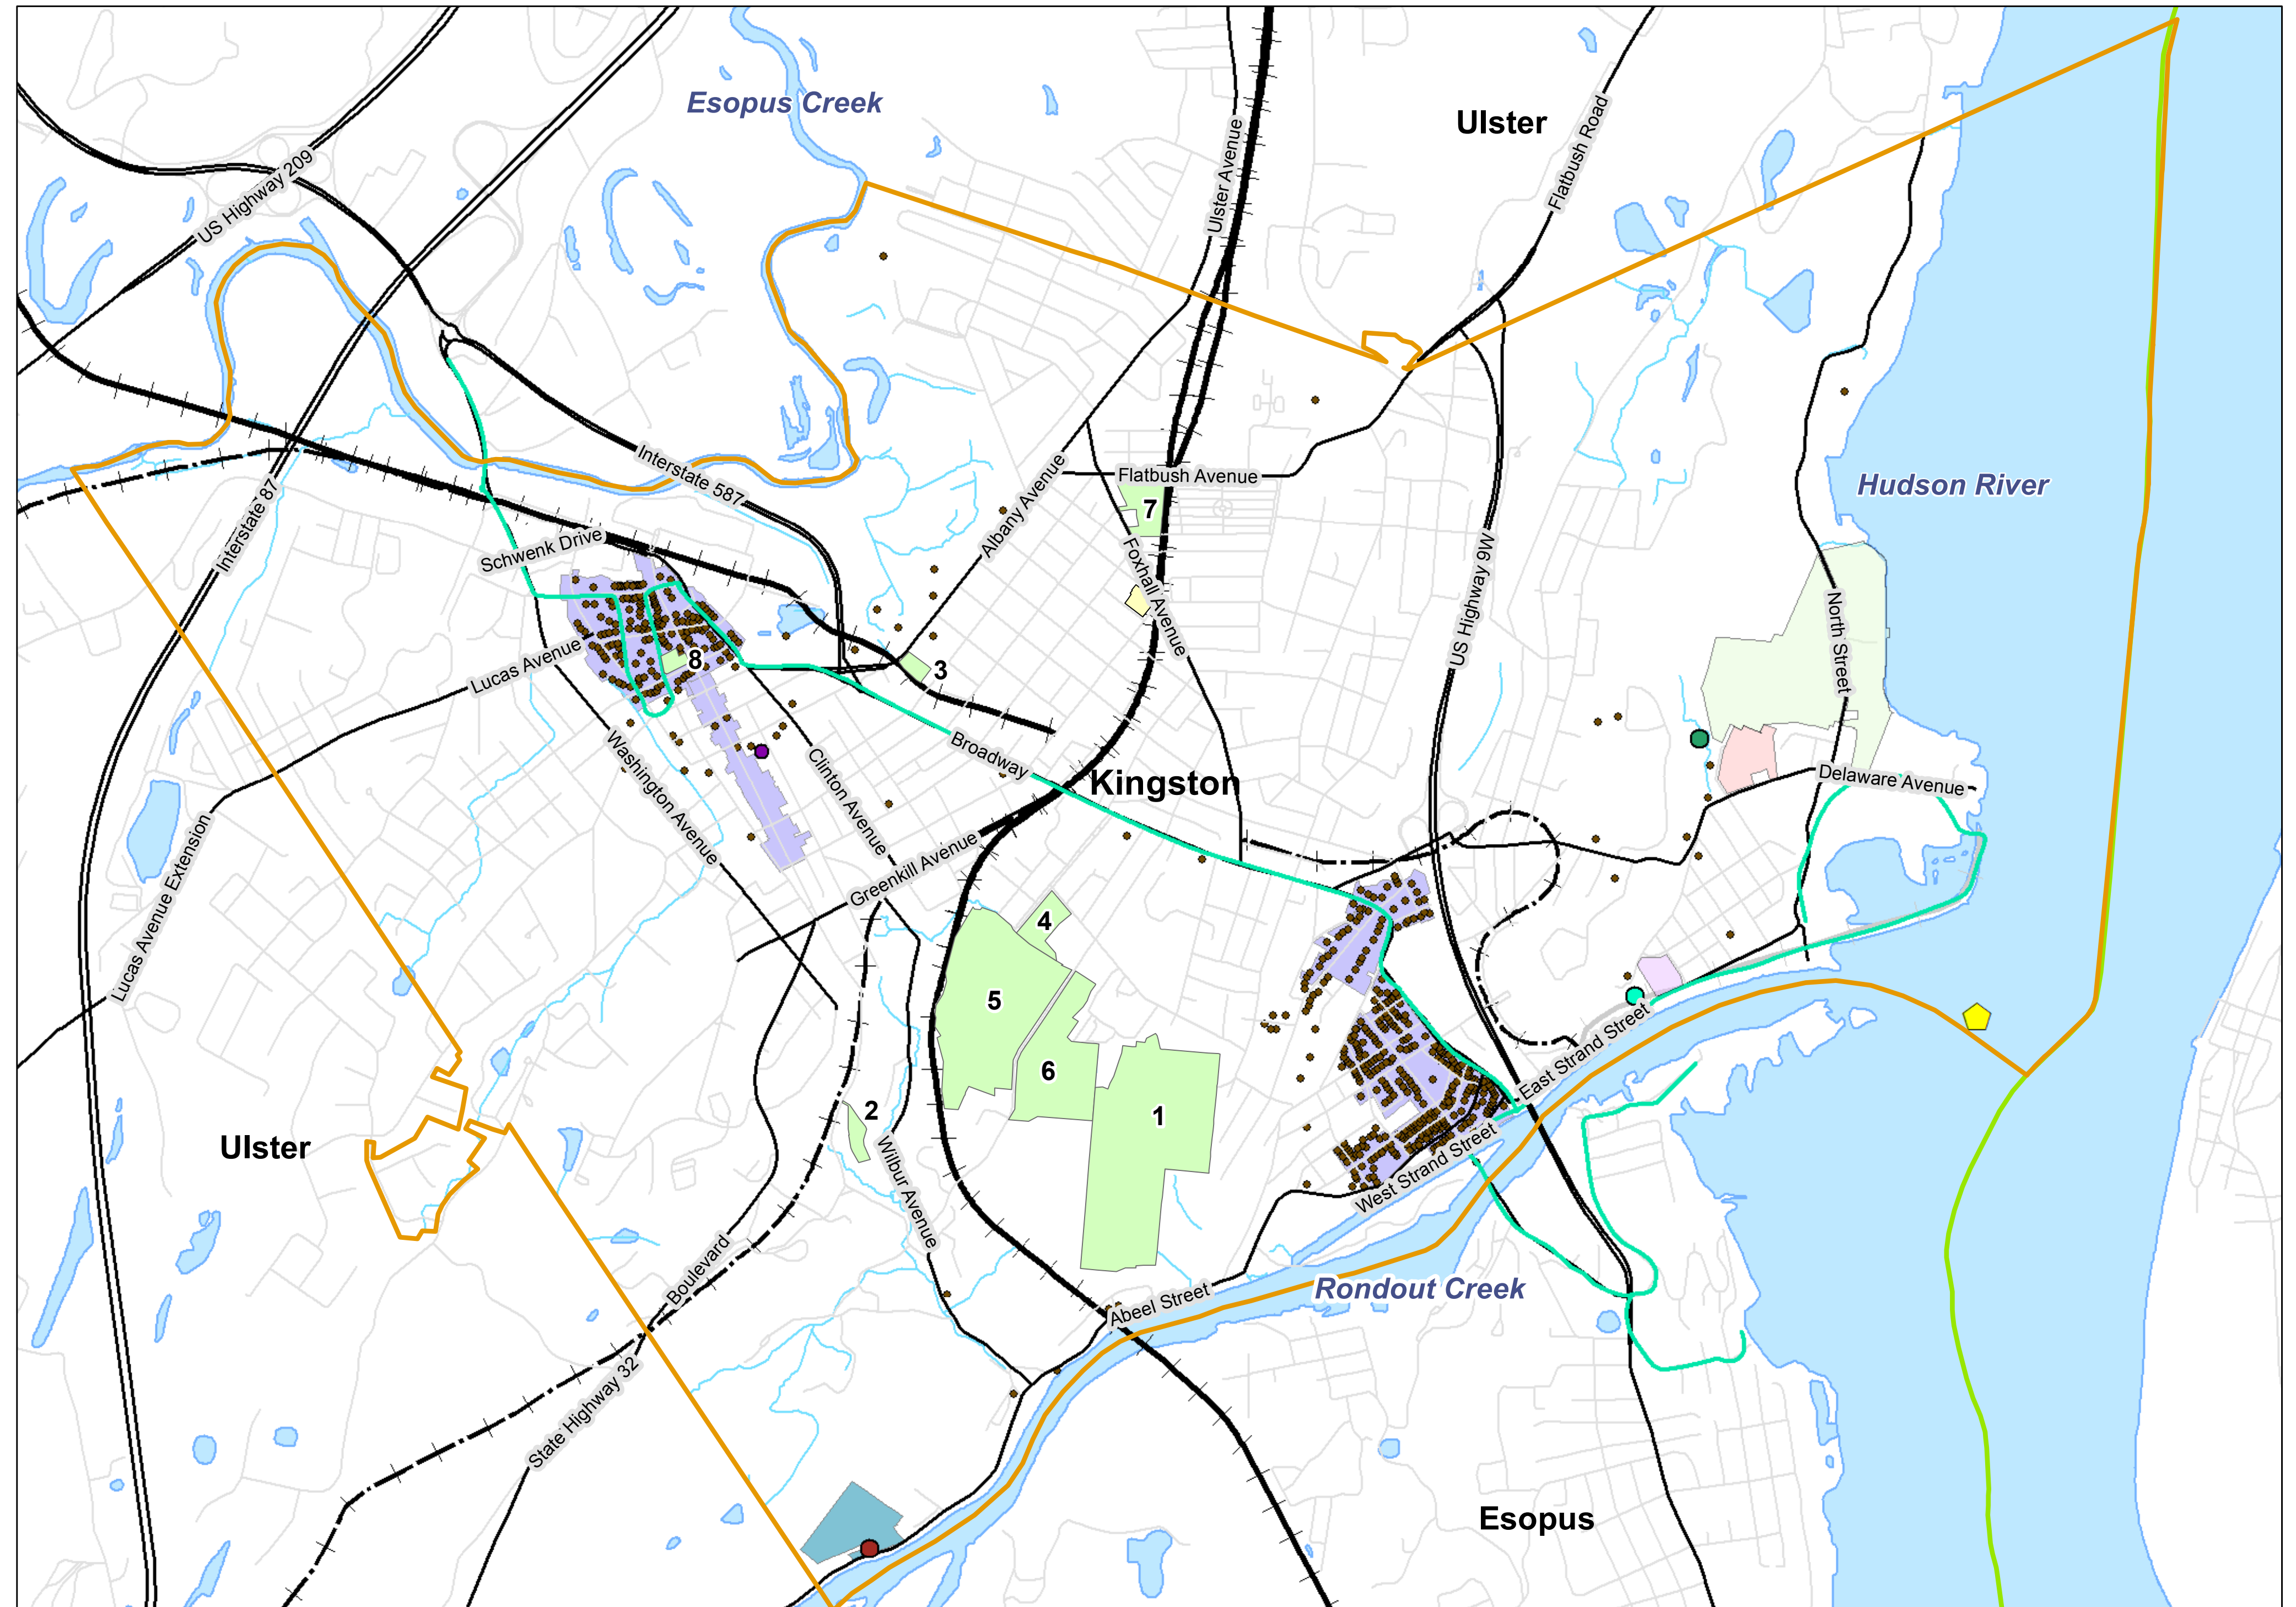 Esopus Creek
Ulster
Flatbush Road
Ulster Avenue
US Highway 209
Interstate 587
Albany Avenue
Flatbush Avenue
Hudson River
7
Interstate 87
Schwenk Drive
Foxhall Avenue
US Highway 9W
North Street
Lucas Avenue
8
3
Broadway
Kingston
Delaware Avenue
Washington Avenue
Clinton Avenue
Greenkill Avenue
Lucas Avenue Extension
4
5
6
East Strand Street
2
1
Ulster
Wilbur Avenue
West Strand Street
Boulevard
Abeel Street
Rondout Creek
State Highway 32
Esopus